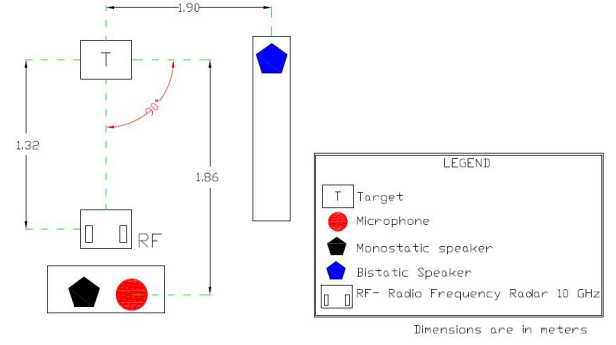 1.90
T
90°
1.32
1.86
RF
LEGEND
T Target
Microphone
Monostatic speaker
Bistatic Speaker
RF- Radio Frequency Radar 10 GHz
Dimensions are in meters